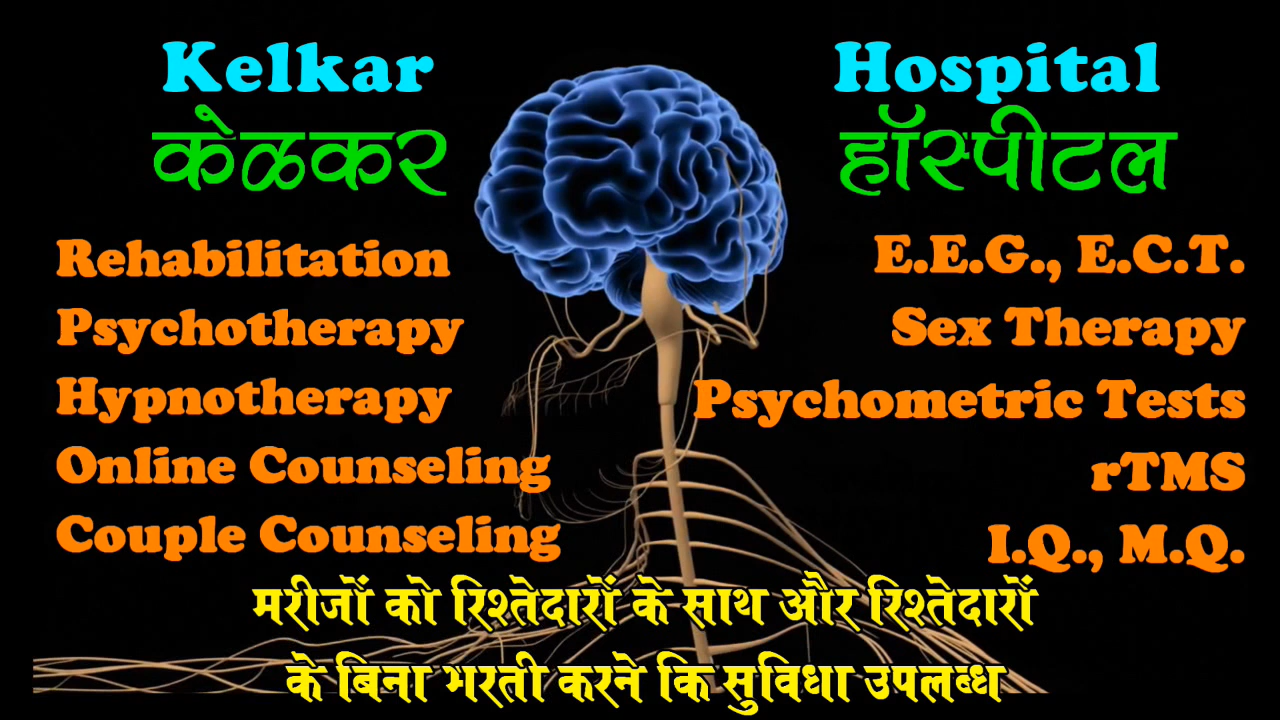 Kelkar Hospital
केळकर हॉस्पीटल
Rehabilitation
Psychotherapy
Hypnotherapy
Online Counseling
Couple Counseling
E.E.G., E.C.T.
Sex Therapy
Psychometric Tests
rTMS
I.Q., M.Q.
मरीजों को रिश्तेदारों के साथ और रिश्तेदारों
के बिना भरती करने कि सुविधा उपलब्ध